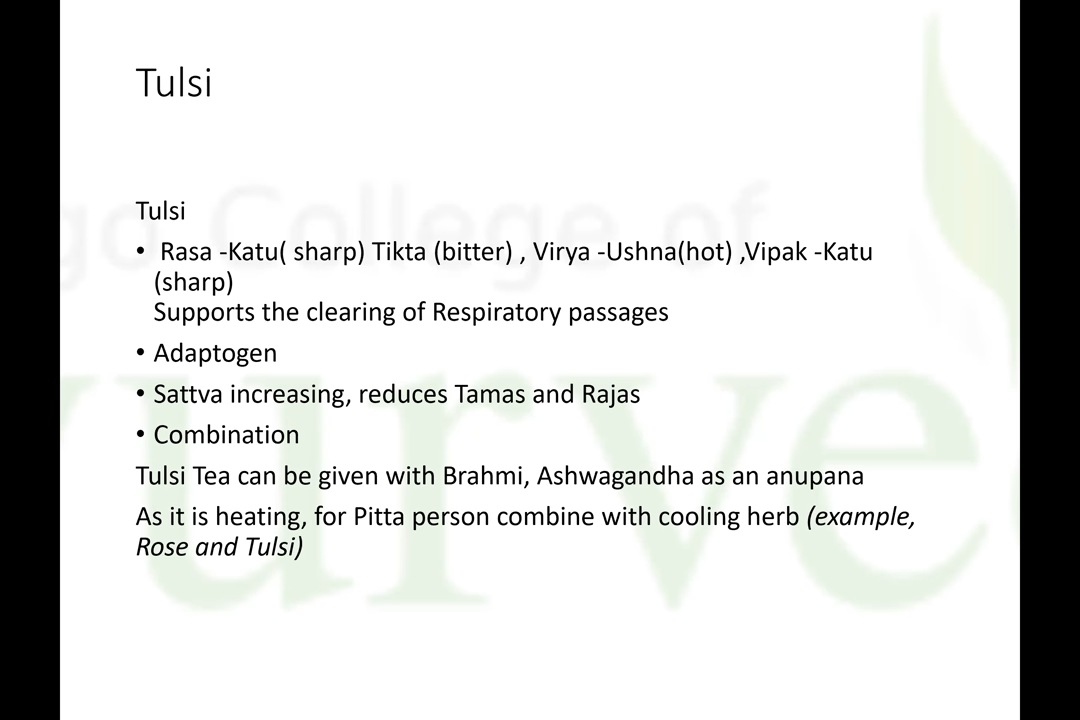 Tulsi
Tulsi
• Rasa -Katu( sharp) Tikta (bitter) , Virya -Ushna(hot) ,Vipak -Katu
(sharp)
Supports the clearing of Respiratory passages
• Adaptogen
• Sattva increasing, reduces Tamas and Rajas
• Combination
Tulsi Tea can be given with Brahmi, Ashwagandha as an anupana
As it is heating, for Pitta person combine with cooling herb (example,
Rose and Tulsi)
College of